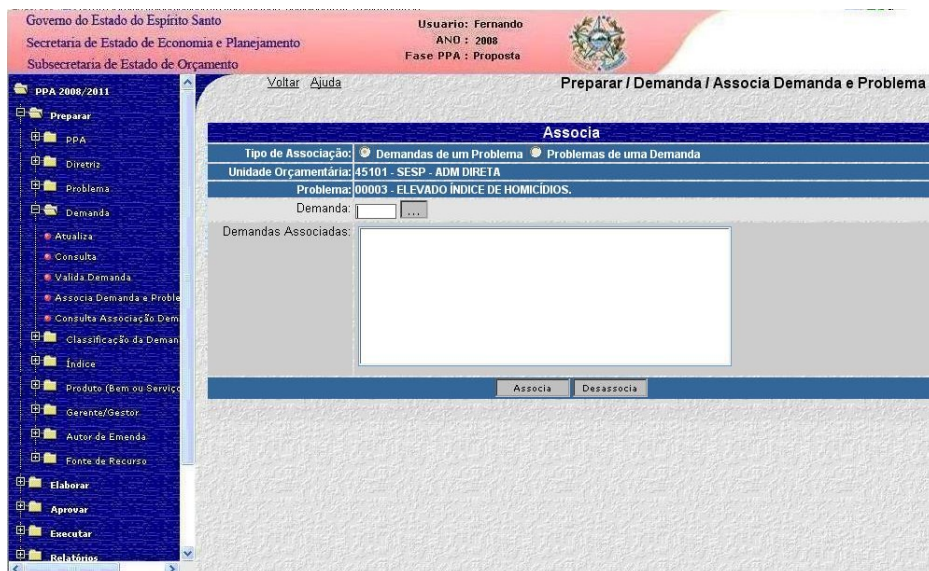 Governo do Estado do Espírito Santo
Secretaria de Estado de Economia e Planejamento
Subsecretaria de Estado de Orçamento
Usuario: Fernando
ANO : 2008
Fase PPA : Proposta
Voltar Ajuda
Preparar / Demanda / Associa Demanda e Problema
PPA 2008/2011
Preparar
PPA
Diretriz
Problema
Demanda
Atualiza
Consulta
Valida Demanda
Associa Demanda e Proble
Consulta Associação Dem
Classificação da Deman
Índice
Produto (Bem ou Serviço
Gerente/Gestor
Autor de Emenda
Fonte de Recurso
Elaborar
Aprovar
Executar
Relatórios
Associa
Tipo de Associação: Demandas de um Problema Problemas de uma Demanda
Unidade Orçamentária: 45101 - SESP - ADM DIRETA
Problema: 00003 - ELEVADO ÍNDICE DE HOMICÍDIOS.
Demanda: ...
Demandas Associadas:
Associa Desassocia